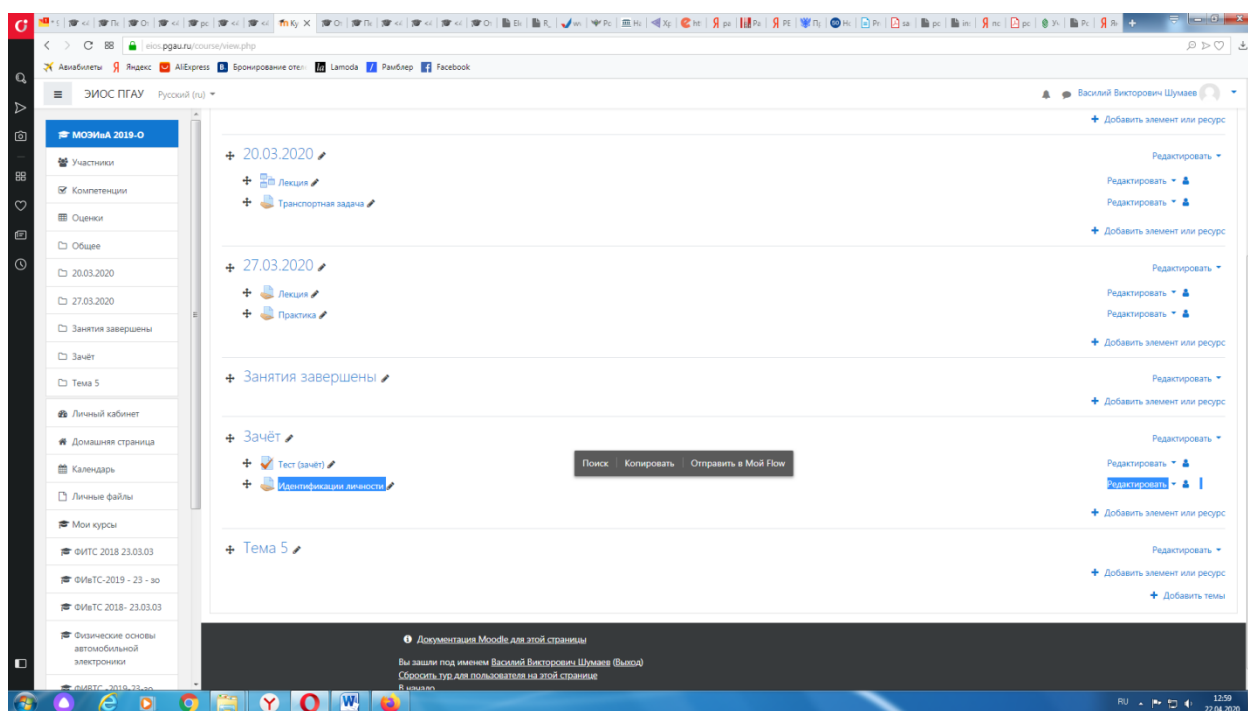 eios.pgau.ru/course/view.php
Авиабилеты Яндекс AliExpress Бронирование отел Lamoda Рамблер Facebook
ЭИОС ПГАУ Русский (ru)
Василий Викторович Шумаев
МОЭИвА 2019-О
Участники
Компетенции
Оценки
Общее
20.03.2020
27.03.2020
Занятия завершены
Зачёт
Тема 5
Личный кабинет
Домашняя страница
Календарь
Личные файлы
Мои курсы
ФИТС 2018 23.03.03
ФИвТС-2019 - 23 - зо
ФИвТС 2018- 23.03.03
Физические основы
автомобильной
электроники
Добавить элемент или ресурс
20.03.2020 Редактировать
Лекция Редактировать
Транспортная задача Редактировать
Добавить элемент или ресурс
27.03.2020 Редактировать
Лекция Редактировать
Практика Редактировать
Добавить элемент или ресурс
Занятия завершены Редактировать
Добавить элемент или ресурс
Зачёт Редактировать
Тест (зачёт) Редактировать
Поиск Копировать Отправить в Мой Flow
Идентификации личности Редактировать
Добавить элемент или ресурс
Тема 5 Редактировать
Добавить элемент или ресурс
Добавить темы
Документация Moodle для этой страницы
Вы зашли под именем Василий Викторович Шумаев (Выход)
Сбросить тур для пользователя на этой странице
В начало
RU 12:59
22.04.2020